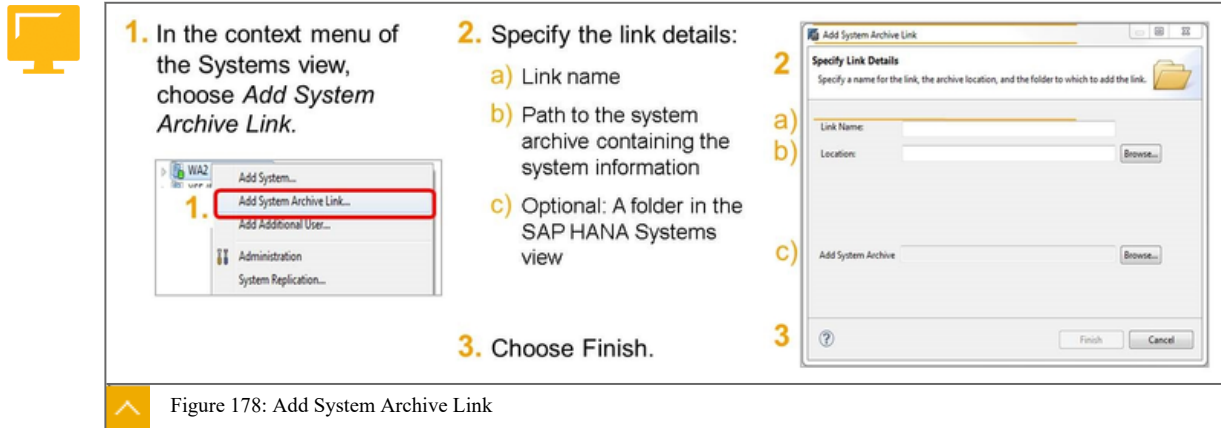 1. In the context menu of
the Systems view,
choose Add System
Archive Link.
WA2
Add System...
1.
Add System Archive Link...
Add Additional User...
Administration
System Replication...
2. Specify the link details:
a) Link name
b) Path to the system
archive containing the
system information
c) Optional: A folder in the
SAP HANA Systems
view
3. Choose Finish.
Add System Archive Link
2
Specify Link Details
Specify a name for the link, the archive location, and the folder to which to add the link.
a)
Link Name:
b)
Location:
Browse...
c)
Add System Archive
Browse...
3
?
Finish
Cancel
Figure 178: Add System Archive Link